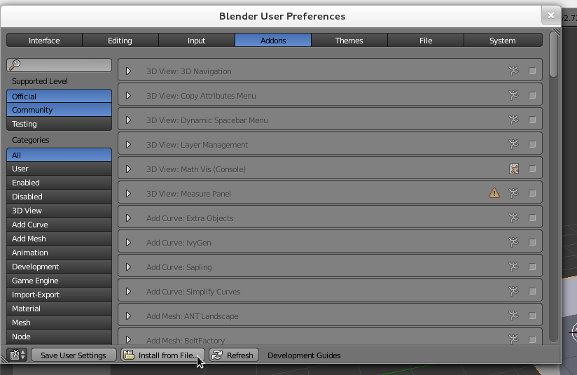 Blender User Preferences
v2.7
Interface Editing Input Addons Themes File System
Supported Level
Official
Community
Testing
Categories
All
User
Enabled
Disabled
3D View
Add Curve
Add Mesh
Animation
Development
Game Engine
Import-Export
Material
Mesh
Node
3D View: 3D Navigation
3D View: Copy Attributes Menu
3D View: Dynamic Spacebar Menu
3D View: Layer Management
3D View: Math Vis (Console)
3D View: Measure Panel
Add Curve: Extra Objects
Add Curve: IvyGen
Add Curve: Sapling
Add Curve: Simplify Curves
Add Mesh: ANT Landscape
Add Mesh: BoltFactory
Save User Settings Install from File... Refresh Development Guides